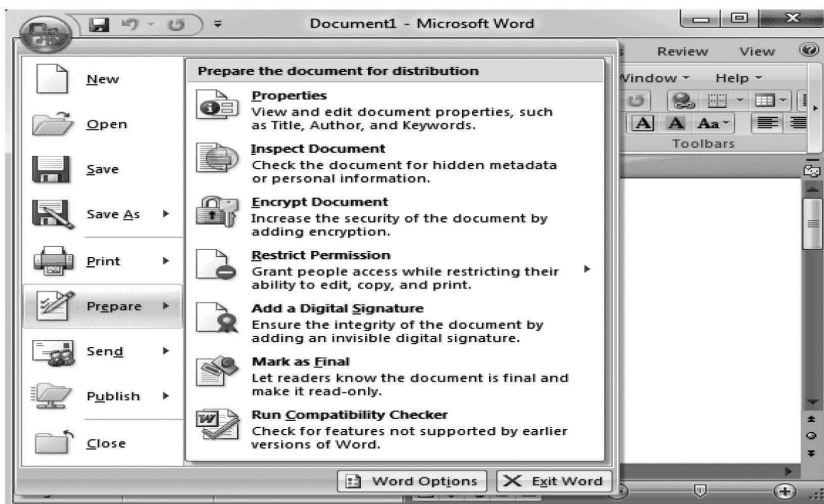 Document1 - Microsoft Word
Review View
Window Help
Aa
Toolbars
New
Open
Save
Save As
Print
Prepare
Send
Publish
Close
Prepare the document for distribution
Properties
View and edit document properties, such
as Title, Author, and Keywords.
Inspect Document
Check the document for hidden metadata
or personal information.
Encrypt Document
Increase the security of the document by
adding encryption.
Restrict Permission
Grant people access while restricting their
ability to edit, copy, and print.
Add a Digital Signature
Ensure the integrity of the document by
adding an invisible digital signature.
Mark as Final
Let readers know the document is final and
make it read-only.
Run Compatibility Checker
Check for features not supported by earlier
versions of Word.
Word Options Exit Word